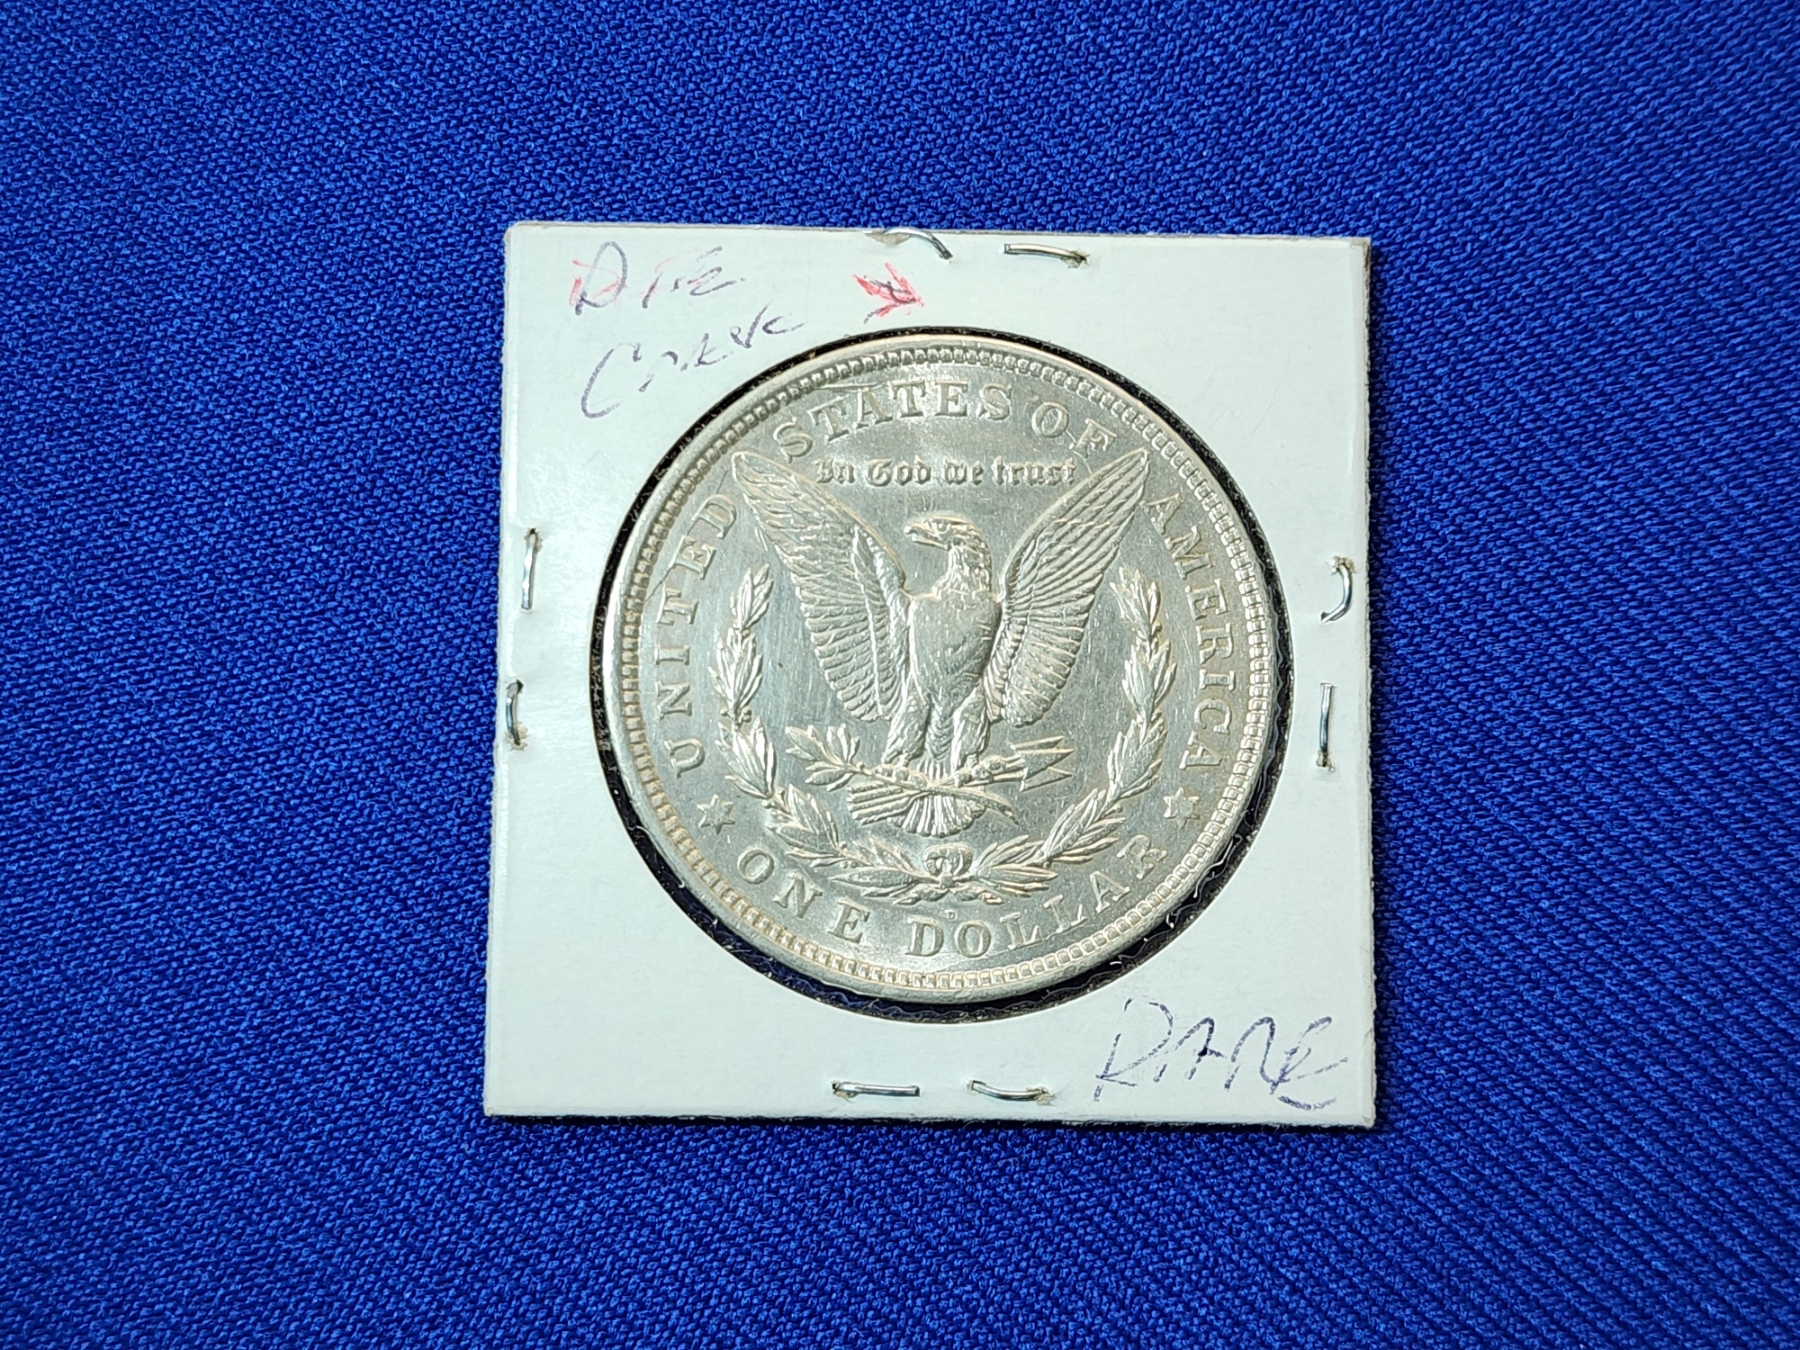 DIE
CRACK
UNITED STATES OF AMERICA
In God we trust
D
ONE DOLLAR
RARE